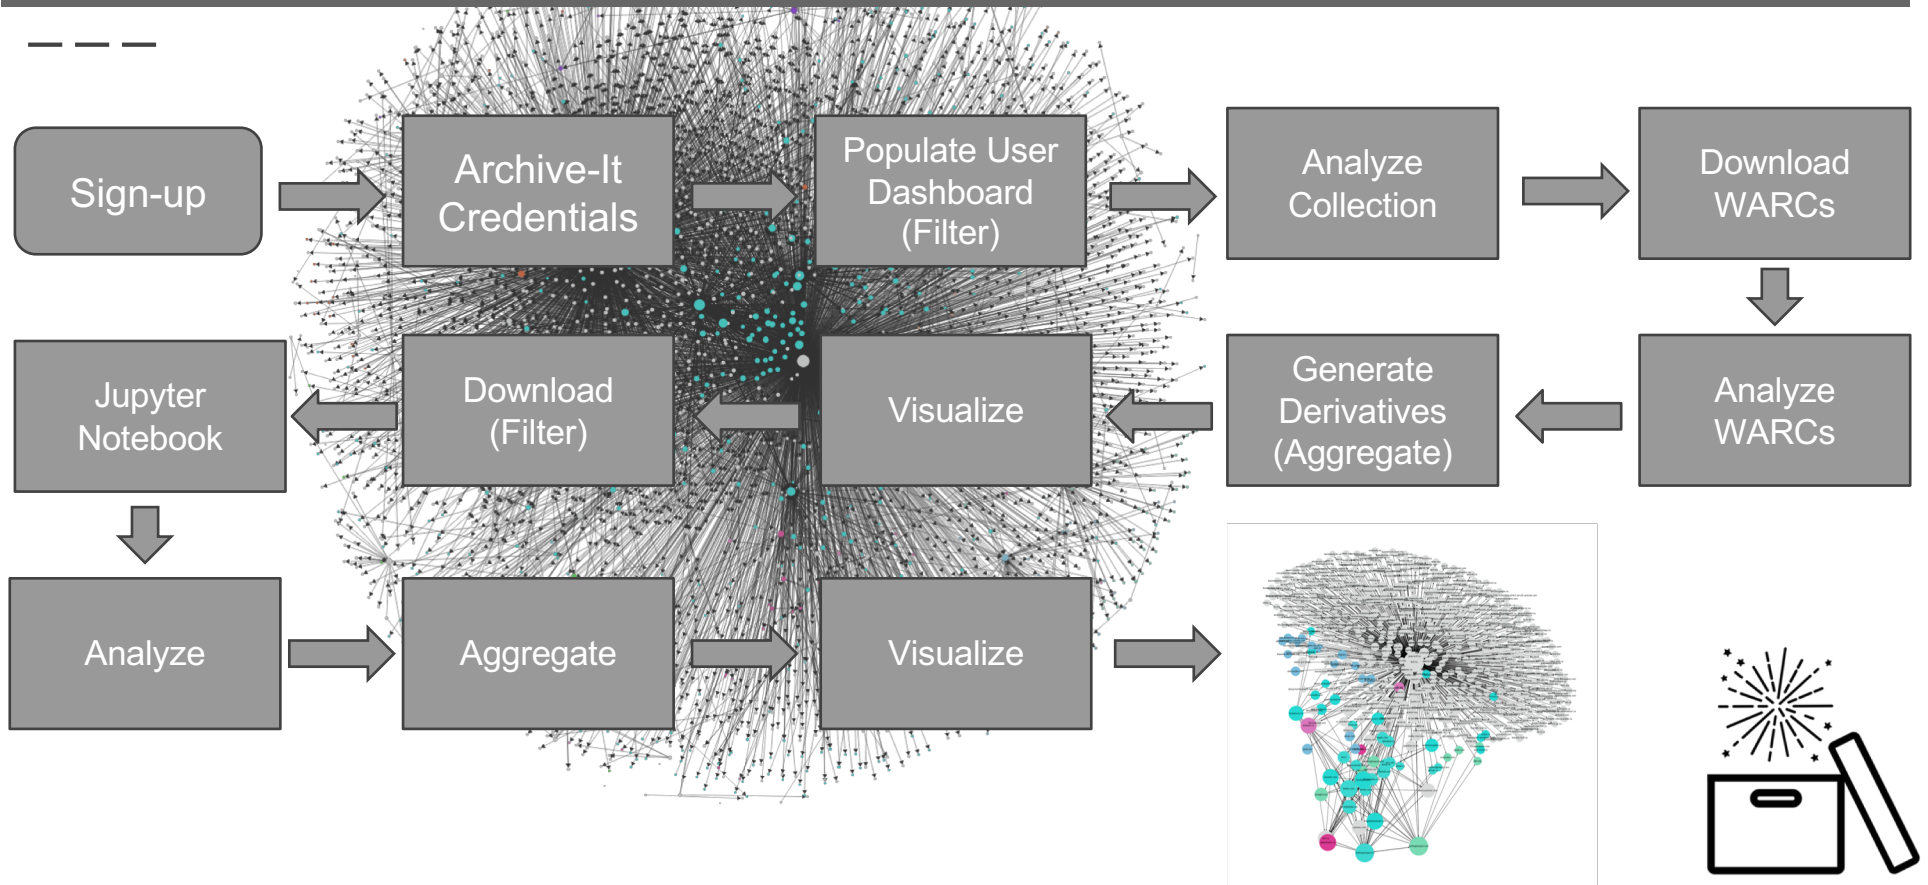 Sign-up
Archive-It
Credentials
Populate User
Dashboard
(Filter)
Analyze
Collection
Download
WARCs
Jupyter
Notebook
Download
(Filter)
Visualize
Generate
Derivatives
(Aggregate)
Analyze
WARCs
Analyze
Aggregate
Visualize